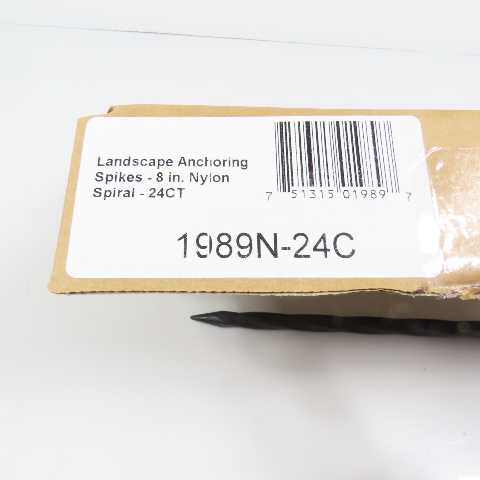 Landscape Anchoring
Spikes - 8 in. Nylon
Spiral - 24CT
7 51315 01989 7
1989N-24C